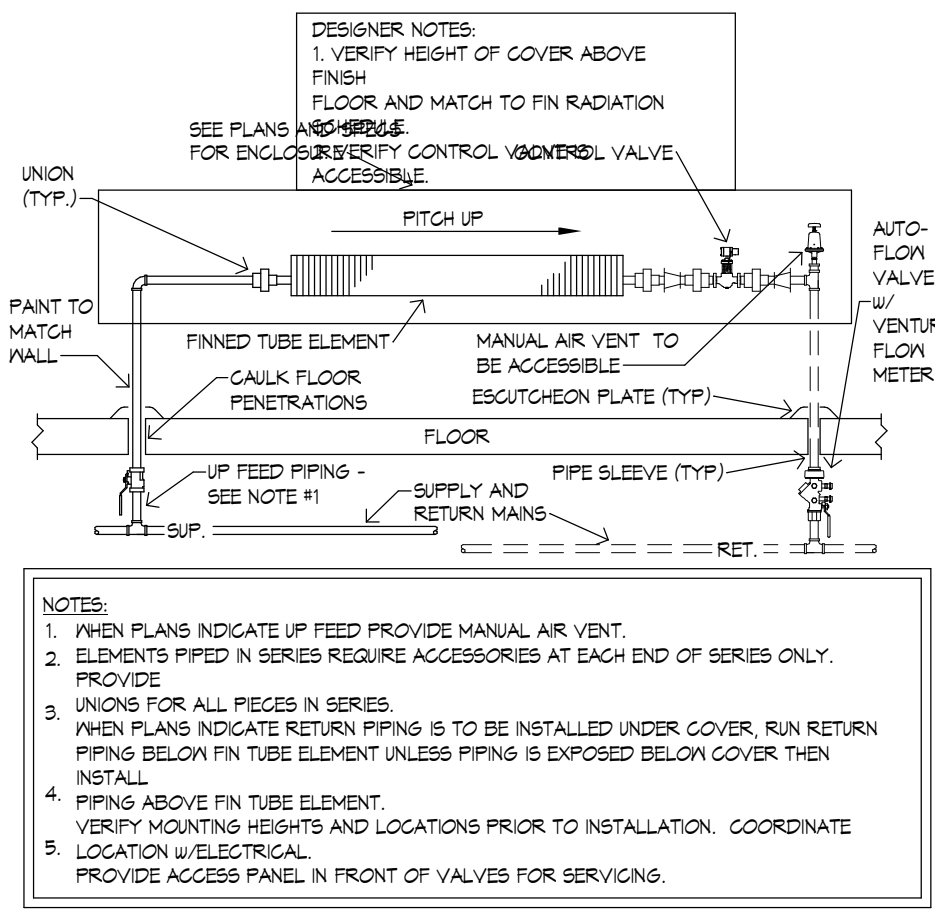 DESIGNER NOTES:
1. VERIFY HEIGHT OF COVER ABOVE
FINISH
FLOOR AND MATCH TO FIN RADIATION
SCHEDULE.
2. VERIFY CONTROL VALVES
ACCESSIBLE.
SEE PLANS AND SPECS
FOR ENCLOSURE
CONTROL VALVE
UNION
(TYP.)
PITCH UP
AUTO-
FLOW
VALVE
W/
VENTUR
FLOW
METER
PAINT TO
MATCH
WALL
FINNED TUBE ELEMENT
MANUAL AIR VENT TO
BE ACCESSIBLE
CAULK FLOOR
PENETRATIONS
ESCUTCHEON PLATE (TYP)
FLOOR
UP FEED PIPING -
SEE NOTE #1
PIPE SLEEVE (TYP)
SUPPLY AND
RETURN MAINS
SUP.
RET.
NOTES:
1. WHEN PLANS INDICATE UP FEED PROVIDE MANUAL AIR VENT.
2. ELEMENTS PIPED IN SERIES REQUIRE ACCESSORIES AT EACH END OF SERIES ONLY.
PROVIDE
3. UNIONS FOR ALL PIECES IN SERIES.
WHEN PLANS INDICATE RETURN PIPING IS TO BE INSTALLED UNDER COVER, RUN RETURN
PIPING BELOW FIN TUBE ELEMENT UNLESS PIPING IS EXPOSED BELOW COVER THEN
INSTALL
4. PIPING ABOVE FIN TUBE ELEMENT.
VERIFY MOUNTING HEIGHTS AND LOCATIONS PRIOR TO INSTALLATION. COORDINATE
5. LOCATION W/ELECTRICAL.
PROVIDE ACCESS PANEL IN FRONT OF VALVES FOR SERVICING.